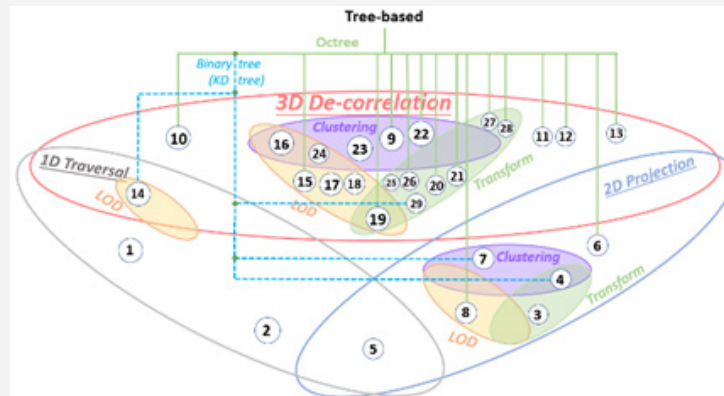 Tree-based
Octree
Binary tree
(KD tree)
3D De-correlation
27
28
10
Clustering
9
22
11
12
13
16
24
23
1D Traversal
15
17
18
25
26
20
21
Transform
2D Projection
14
LOD
LOD
29
19
1
6
7
Clustering
4
8
3
Transform
2
LOD
5